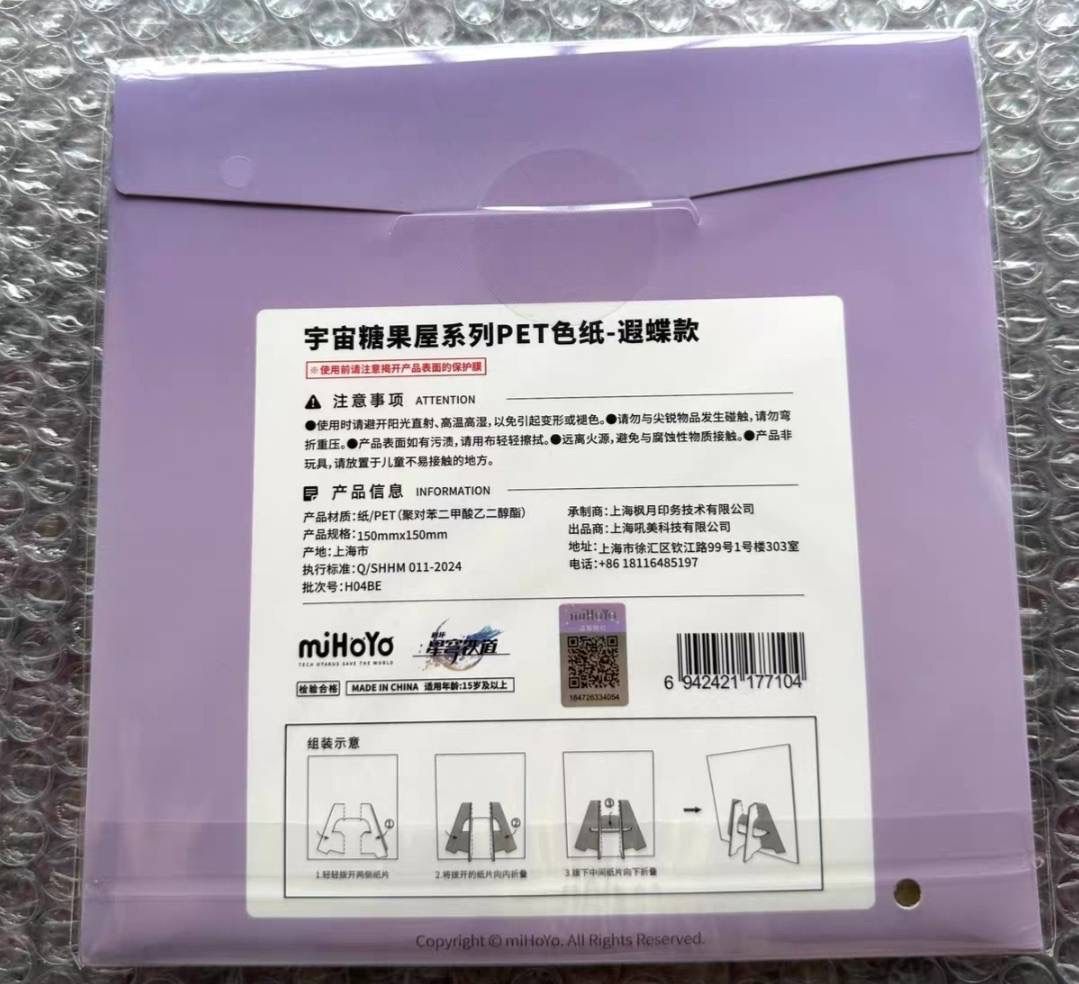 宇宙糖果屋系列PET色纸-遐蝶款
※使用前请注意揭开产品表面的保护膜
注意事项 ATTENTION
●使用时请避开阳光直射、高温高湿,以免引起变形或褪色。●请勿与尖锐物品发生碰触,请勿弯
折重压。●产品表面如有污渍,请用布轻轻擦拭。●远离火源,避免与腐蚀性物质接触。●产品非
玩具,请放置于儿童不易接触的地方。
产品信息 INFORMATION
产品材质:纸/PET(聚对苯二甲酸乙二醇酯)
产品规格:150mmx150mm
产地:上海市
执行标准:Q/SHHM 011-2024
批次号:H04BE
承制商:上海枫月印务技术有限公司
出品商:上海吼美科技有限公司
地址:上海市徐汇区钦江路99号1号楼303室
电话:+86 18116485197
miHoYo
TECH OTAKUS SAVE THE WORLD
星穹铁道
miHoYo
184726334054
6 942421 177104
检验合格
MADE IN CHINA 适用年龄:15岁及以上
组装示意
①
②
③
1.轻轻拨开两侧纸片
2.将拨开的纸片向内折叠
3.掀下中间纸片向下折叠
Copyright © miHoYo. All Rights Reserved.